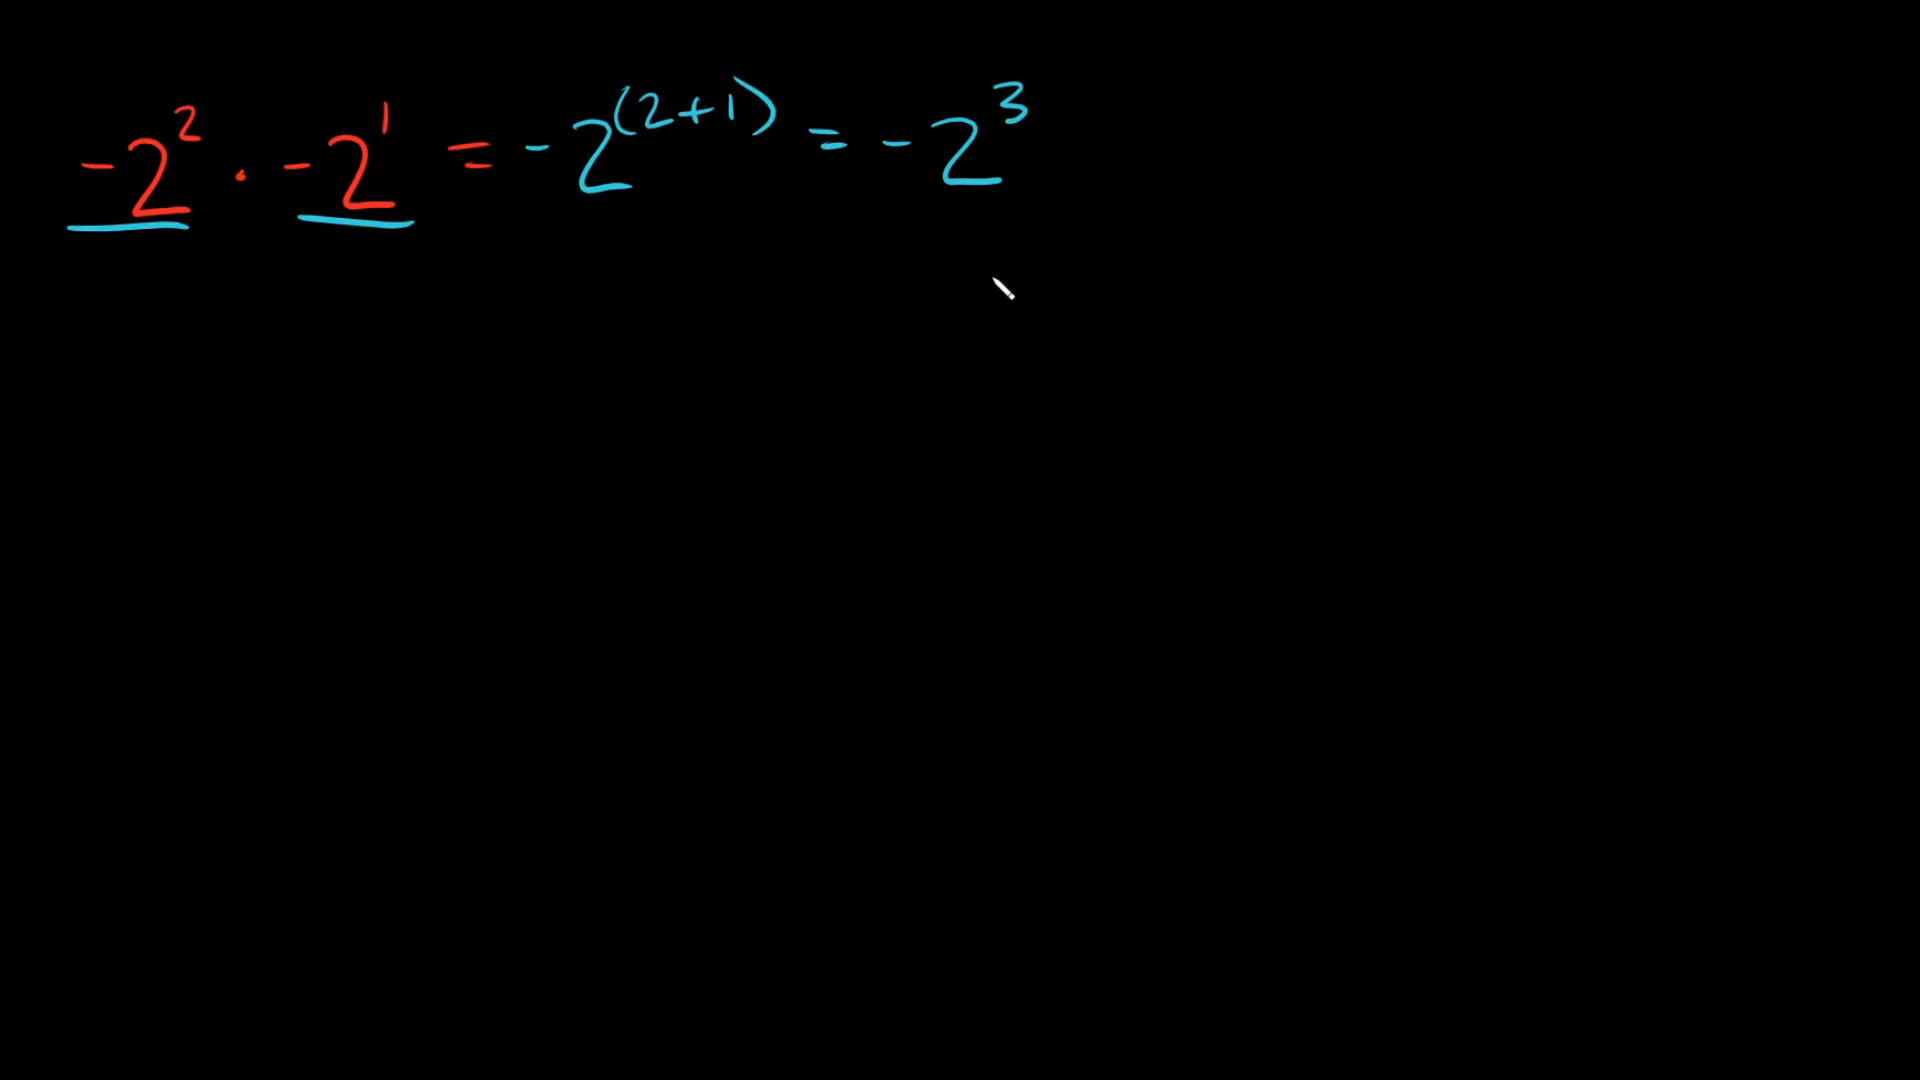 -2² · -2¹ = -2⁽²⁺¹⁾ = -2³